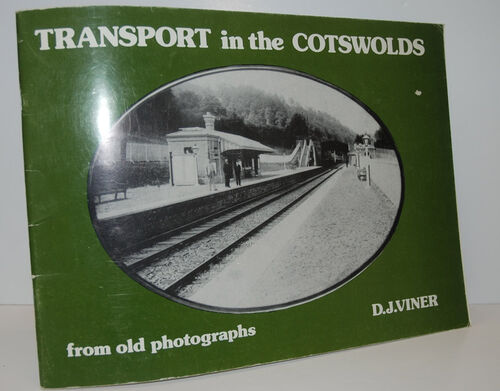 TRANSPORT in the COTSWOLDS
D.J.VINER
from old photographs